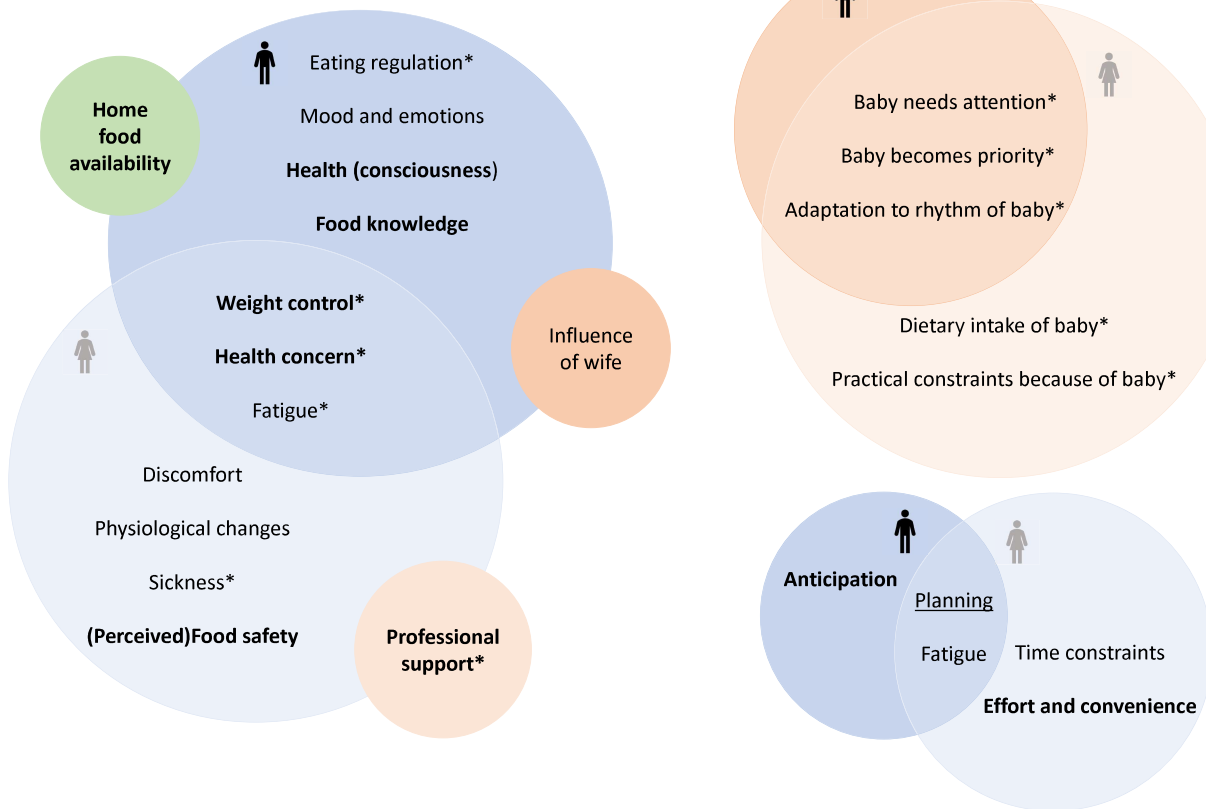 Home
food
availability
Eating regulation*
Mood and emotions
Health (consciousness)
Food knowledge
Weight control*
Health concern*
Fatigue*
Influence
of wife
Discomfort
Physiological changes
Sickness*
(Perceived)Food safety
Professional
support*
Baby needs attention*
Baby becomes priority*
Adaptation to rhythm of baby*
Dietary intake of baby*
Practical constraints because of baby*
Anticipation
Planning
Fatigue
Time constraints
Effort and convenience